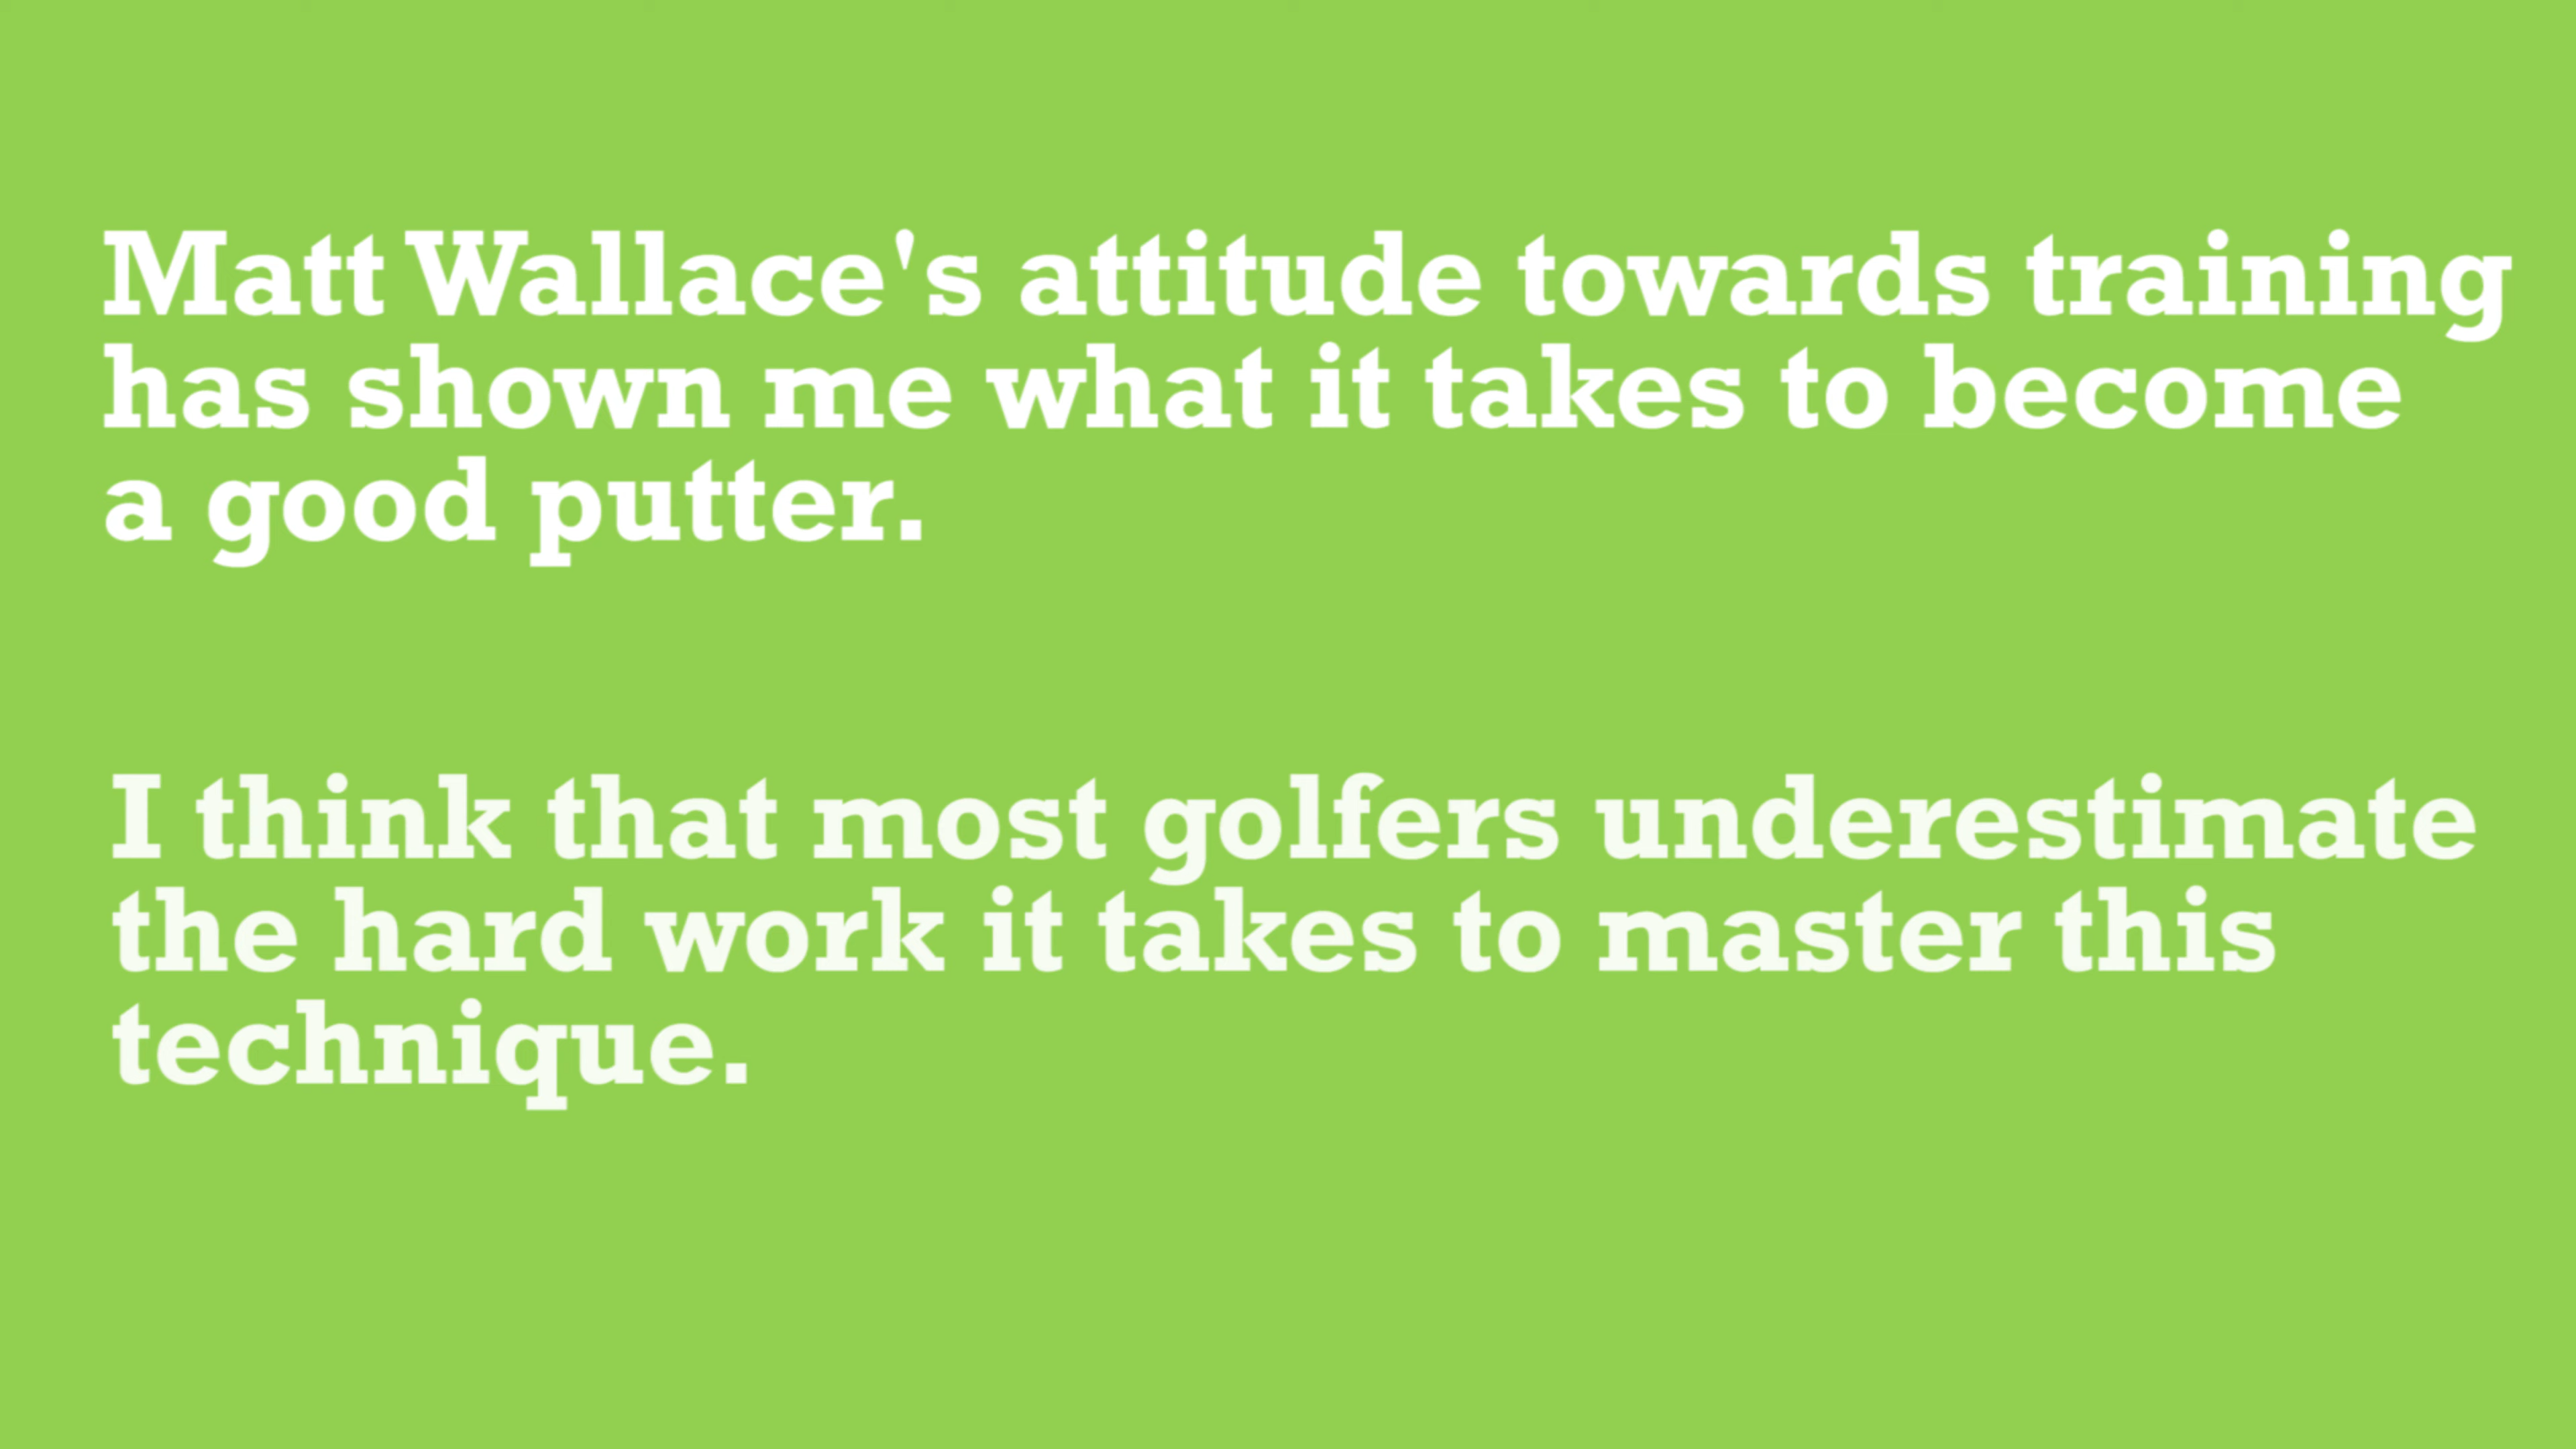 Matt Wallace's attitude towards training
has shown me what it takes to become
a good putter.
I think that most golfers underestimate
the hard work it takes to master this
technique.